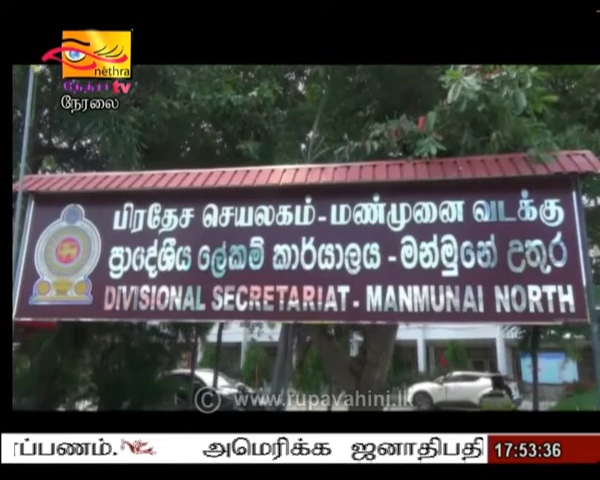 nethra
நேத்ரா tv
நேரலை
பிரதேச செயலகம் - மண்முனை வடக்கு
ප්‍රාදේශීය ලේකම් කාර්යාලය - මන්මුනේ උතුර
DIVISIONAL SECRETARIAT - MANMUNAI NORTH
© www.rupavahini.lk
ர்ப்பணம். அமெரிக்க ஜனாதிபதி 17:53:36